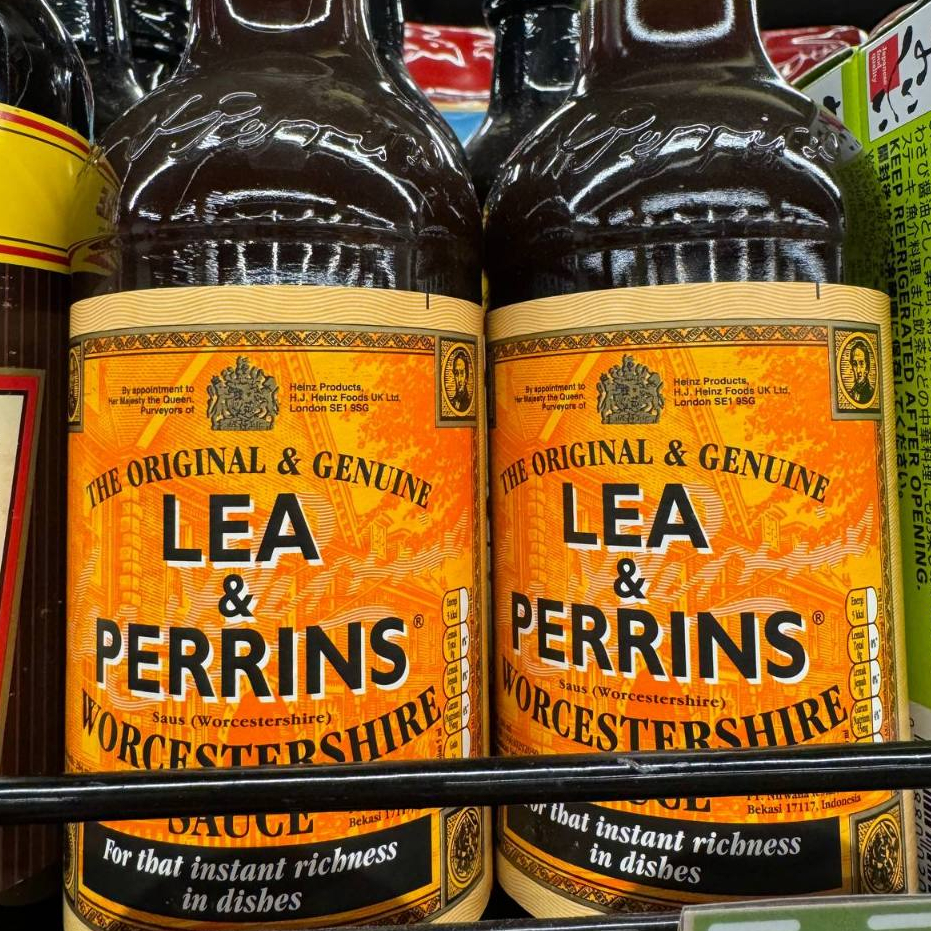 Perrins
By appointment to
Her Majesty the Queen.
Purveyors of
Heinz Products,
H.J. Heinz Foods UK Ltd.
London SE1 9SG
THE ORIGINAL & GENUINE
LEA
&
PERRINS®
Saus (Worcestershire)
WORCESTERSHIRE
SAUCE
Bekasi 17117,
For that instant richness
in dishes
Perrins
By appointment to
Her Majesty the Queen.
Purveyors of
Heinz Products,
H.J. Heinz Foods UK Ltd.
London SE1 9SG
THE ORIGINAL & GENUINE
LEA
&
PERRINS®
Saus (Worcestershire)
WORCESTERSHIRE
Bekasi 17117, Indonesia
For that instant richness
in dishes
Japanese
food
quality
KEEP REFRIGERATED AFTER OPENING.